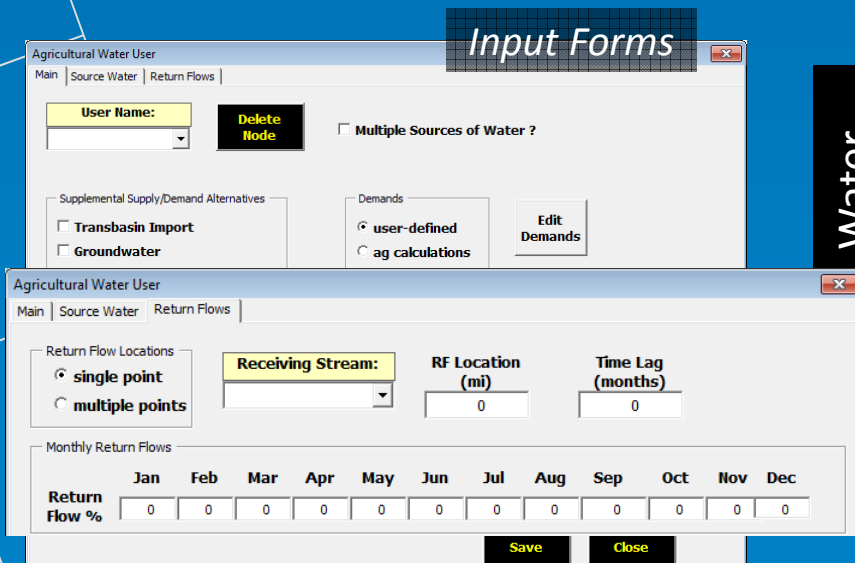 Input Forms
Agricultural Water User
Main Source Water Return Flows
User Name:
Delete
Node
Multiple Sources of Water ?
Supplemental Supply/Demand Alternatives
Transbasin Import
Groundwater
Demands
user-defined
ag calculations
Edit
Demands
Water
Agricultural Water User
Main Source Water Return Flows
Return Flow Locations
single point
multiple points
Receiving Stream:
RF Location
(mi)
0
Time Lag
(months)
0
Monthly Return Flows
Jan Feb Mar Apr May Jun Jul Aug Sep Oct Nov Dec
Return
Flow %
0 0 0 0 0 0 0 0 0 0 0 0
Save Close